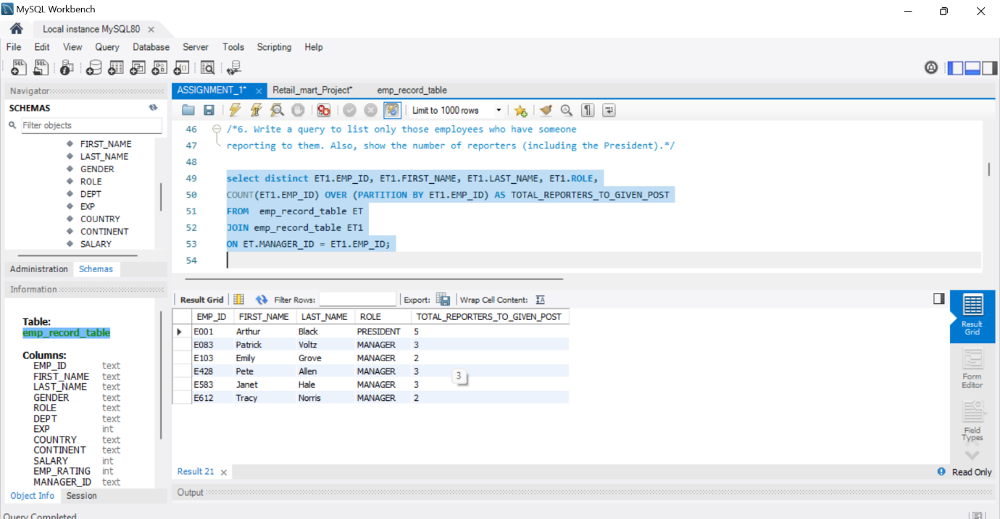 MySQL Workbench
Local instance MySQL80
File Edit View Query Database Server Tools Scripting Help
Navigator
SCHEMAS
Filter objects
FIRST_NAME
LAST_NAME
GENDER
ROLE
DEPT
EXP
COUNTRY
CONTINENT
SALARY
Administration Schemas
Information
Table:
emp_record_table
Columns:
EMP_ID text
FIRST_NAME text
LAST_NAME text
GENDER text
ROLE text
DEPT text
EXP int
COUNTRY text
CONTINENT text
SALARY int
EMP_RATING int
MANAGER_ID text
Object Info Session
Query Completed
ASSIGNMENT_1* Retail_mart_Project* emp_record_table
Limit to 1000 rows
46 /*6. Write a query to list only those employees who have someone
47 reporting to them. Also, show the number of reporters (including the President).*/
48
49 select distinct ET1.EMP_ID, ET1.FIRST_NAME, ET1.LAST_NAME, ET1.ROLE,
50 COUNT(ET1.EMP_ID) OVER (PARTITION BY ET1.EMP_ID) AS TOTAL_REPORTERS_TO_GIVEN_POST
51 FROM  emp_record_table ET
52 JOIN emp_record_table ET1
53 ON ET.MANAGER_ID = ET1.EMP_ID;
54
Result Grid Filter Rows: Export: Wrap Cell Content:
EMP_ID FIRST_NAME LAST_NAME ROLE TOTAL_REPORTERS_TO_GIVEN_POST
E001 Arthur Black PRESIDENT 5
E083 Patrick Voltz MANAGER 3
E103 Emily Grove MANAGER 2
E428 Pete Allen MANAGER 3
3
E583 Janet Hale MANAGER 3
E612 Tracy Norris MANAGER 2
Result
Grid
Form
Editor
Field
Types
Result 21
Read Only
Output